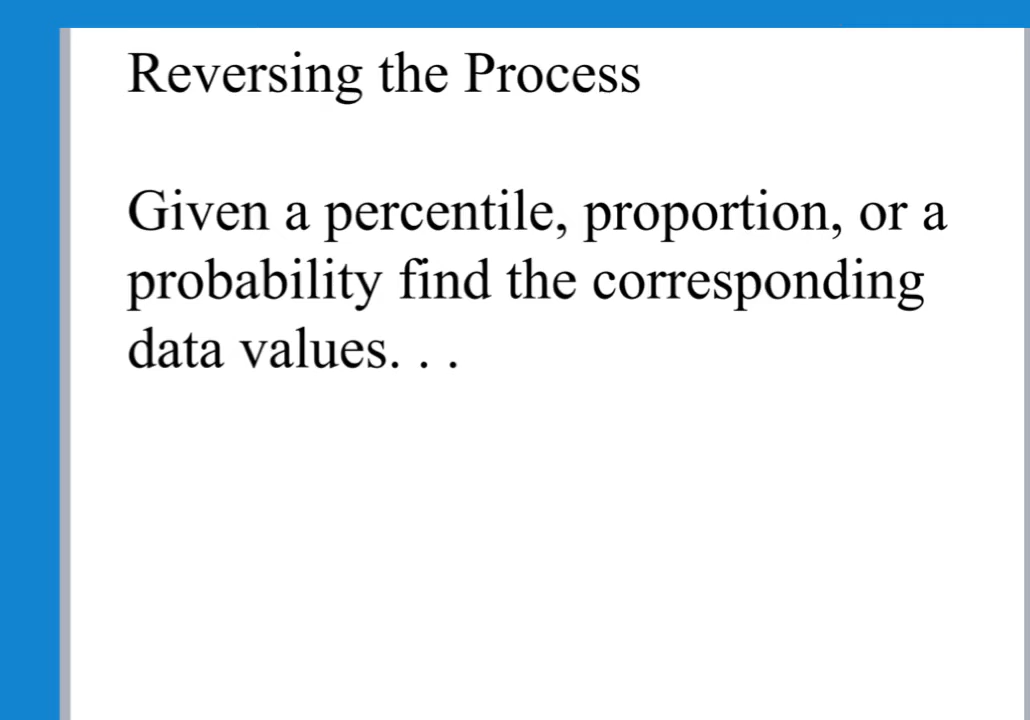 Reversing the Process
Given a percentile, proportion, or a
probability find the corresponding
data values. . .